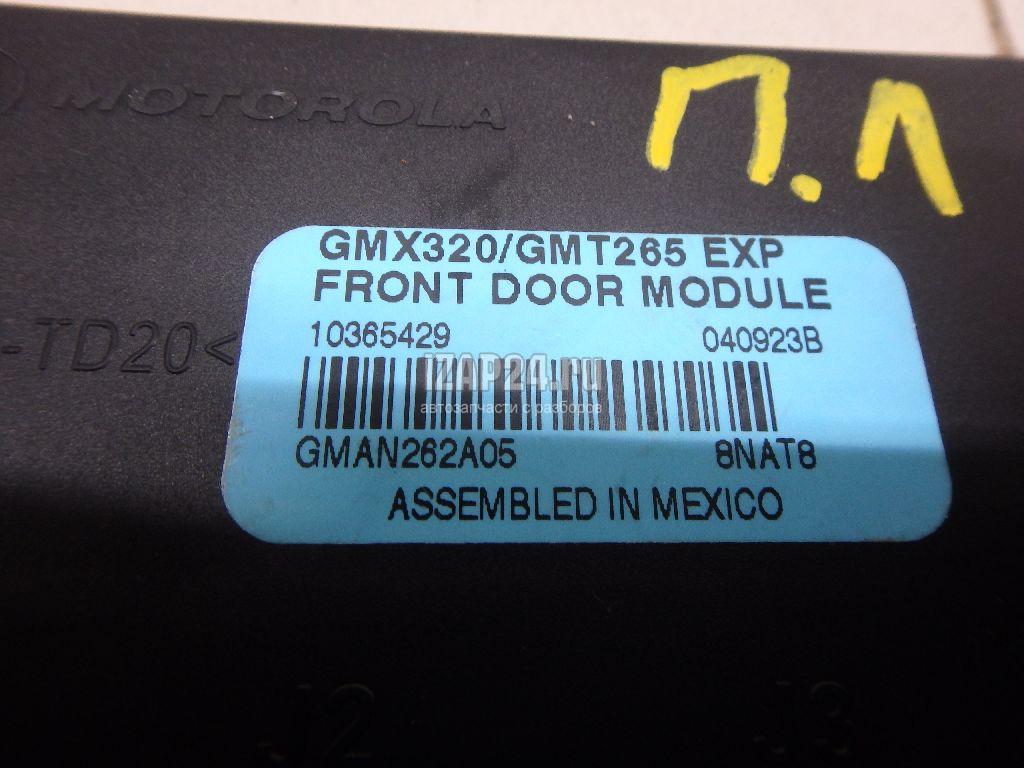 MOTOROLA
П.Л
GMX320/GMT265 EXP
FRONT DOOR MODULE
10365429 040923B
-TD20<
IZAP24.ru
автозапчасти с разборов
GMAN262A05 8NAT8
ASSEMBLED IN MEXICO
J2 J3